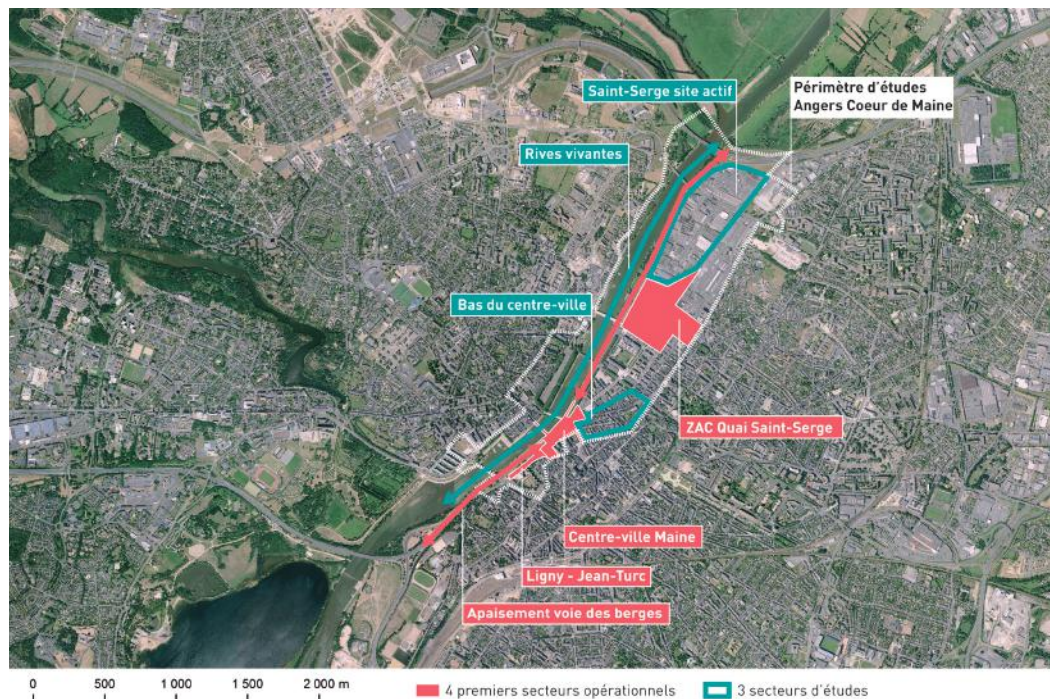 Saint-Serge site actif
Périmètre d'études
Angers Coeur de Maine
Rives vivantes
Bas du centre-ville
ZAC Quai Saint-Serge
Centre-ville Maine
Ligny - Jean-Turc
Apaisement voie des berges
0 500 1 000 1 500 2 000 m
4 premiers secteurs opérationnels
3 secteurs d'études